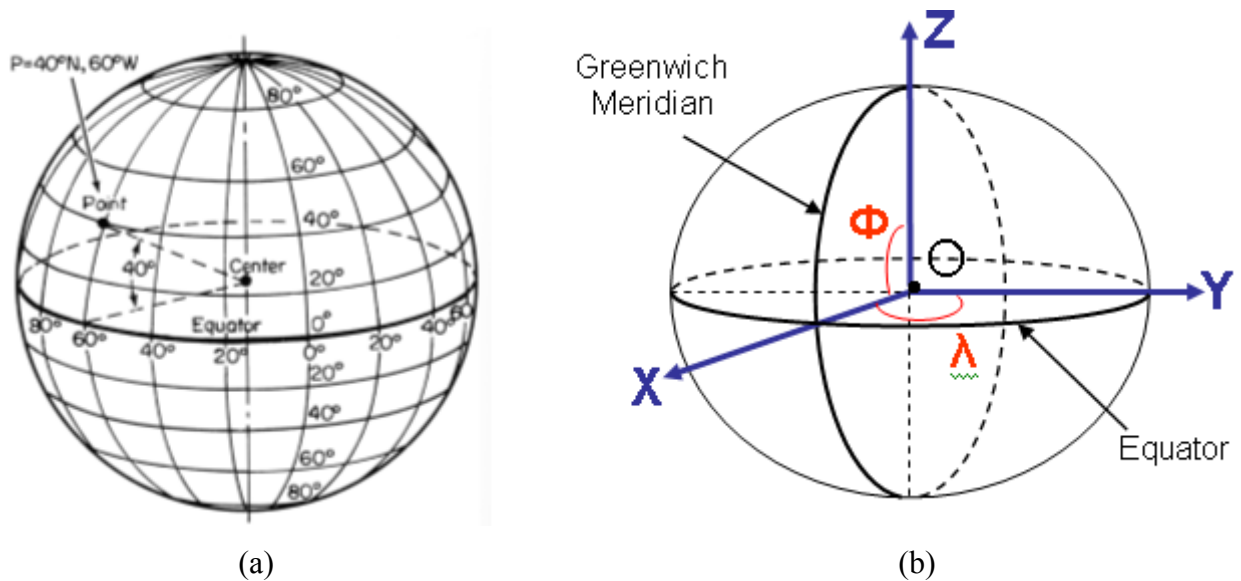 P=40°N, 60°W
80°
60°
Point
40°
40°
Center
20°
Equator
0°
80° 60° 40° 20° 0° 20° 40° 60
20°
40°
60°
80°
(a)
Z
Greenwich
Meridian
Φ
O
Y
λ
X
Equator
(b)